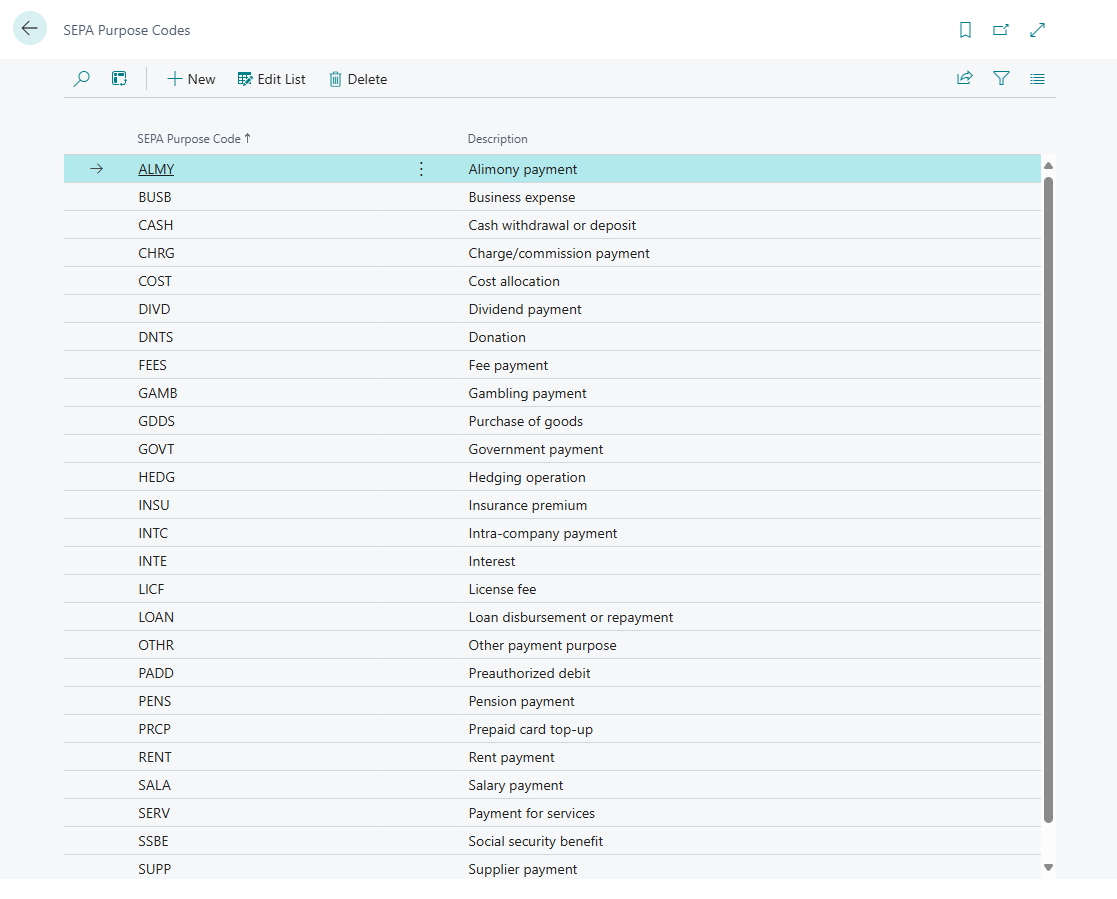 SEPA Purpose Codes
New Edit List Delete
SEPA Purpose Code ↑ Description
ALMY Alimony payment
BUSB Business expense
CASH Cash withdrawal or deposit
CHRG Charge/commission payment
COST Cost allocation
DIVD Dividend payment
DNTS Donation
FEES Fee payment
GAMB Gambling payment
GDDS Purchase of goods
GOVT Government payment
HEDG Hedging operation
INSU Insurance premium
INTC Intra-company payment
INTE Interest
LICF License fee
LOAN Loan disbursement or repayment
OTHR Other payment purpose
PADD Preauthorized debit
PENS Pension payment
PRCP Prepaid card top-up
RENT Rent payment
SALA Salary payment
SERV Payment for services
SSBE Social security benefit
SUPP Supplier payment